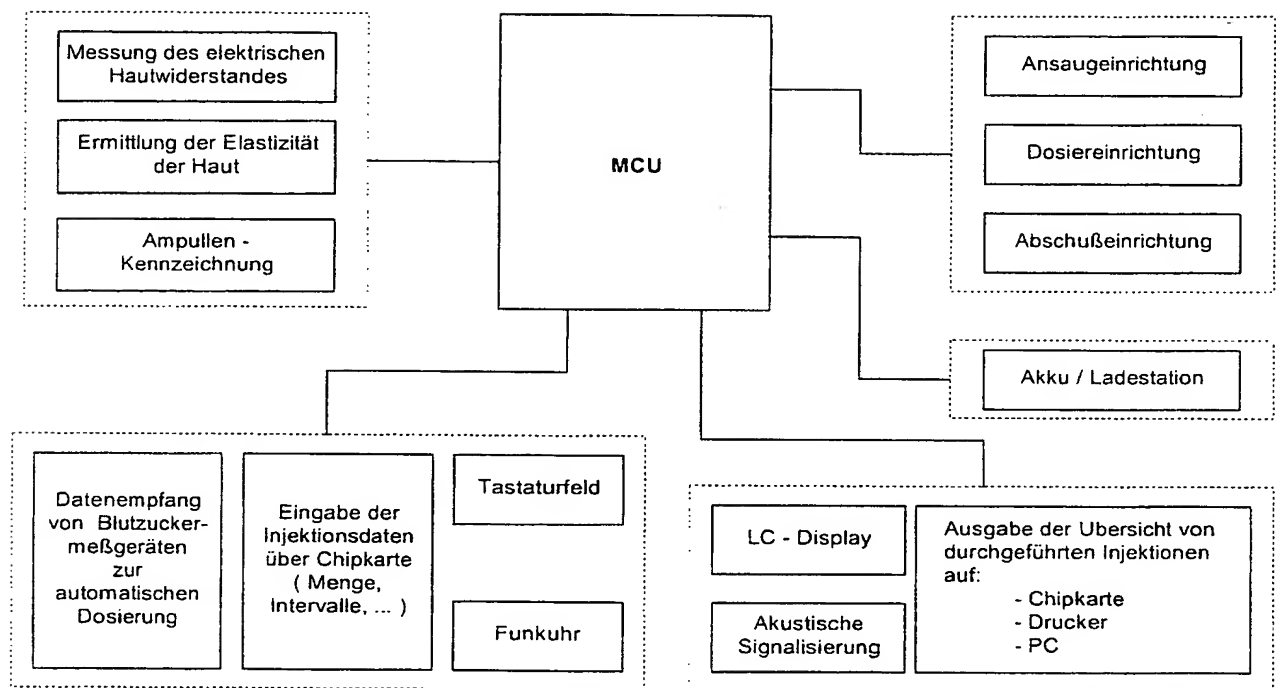 Messung des elektrischen
Hautwiderstandes
Ermittlung der Elastizität
der Haut
Ampullen -
Kennzeichnung
MCU
Ansaugeinrichtung
Dosiereinrichtung
Abschußeinrichtung
Akku / Ladestation
Datenempfang
von Blutzucker-
meßgeräten
zur
automatischen
Dosierung
Eingabe der
Injektionsdaten
über Chipkarte
( Menge,
Intervalle, ... )
Tastaturfeld
Funkuhr
LC - Display
Akustische
Signalisierung
Ausgabe der Ubersicht von
durchgeführten Injektionen
auf:
- Chipkarte
- Drucker
- PC